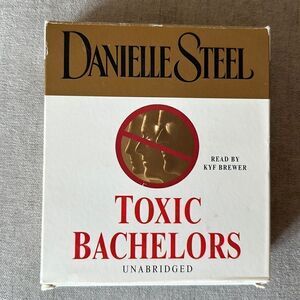 DANIELLE STEEL
READ BY
KYF BREWER
TOXIC
BACHELORS
UNABRIDGED